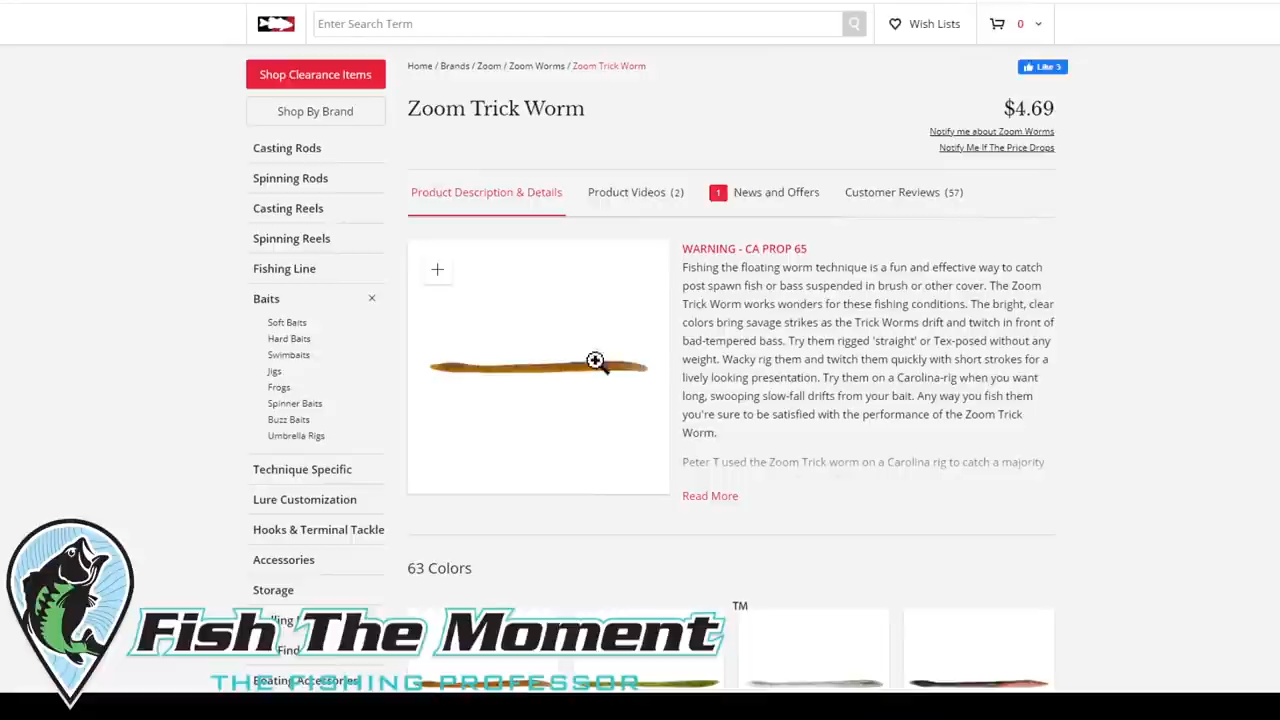 Enter Search Term
Wish Lists
0
Shop Clearance Items
Shop By Brand
Casting Rods
Spinning Rods
Casting Reels
Spinning Reels
Fishing Line
Baits
Soft Baits
Hard Baits
Swimbaits
Jigs
Frogs
Spinner Baits
Buzz Baits
Umbrella Rigs
Technique Specific
Lure Customization
Hooks & Terminal Tackle
Accessories
Storage
Boating Accessories
Home / Brands / Zoom / Zoom Worms / Zoom Trick Worm
Like 3
Zoom Trick Worm
$4.69
Notify me about Zoom Worms
Notify Me If The Price Drops
Product Description & Details
Product Videos (2)
1 News and Offers
Customer Reviews (57)
WARNING - CA PROP 65
Fishing the floating worm technique is a fun and effective way to catch
post spawn fish or bass suspended in brush or other cover. The Zoom
Trick Worm works wonders for these fishing conditions. The bright, clear
colors bring savage strikes as the Trick Worms drift and twitch in front of
bad-tempered bass. Try them rigged 'straight' or Tex-posed without any
weight. Wacky rig them and twitch them quickly with short strokes for a
lively looking presentation. Try them on a Carolina-rig when you want
long, swooping slow-fall drifts from your bait. Any way you fish them
you're sure to be satisfied with the performance of the Zoom Trick
Worm.
Peter T used the Zoom Trick worm on a Carolina rig to catch a majority
Read More
63 Colors
Fish The Moment
TM
THE FISHING PROFESSOR